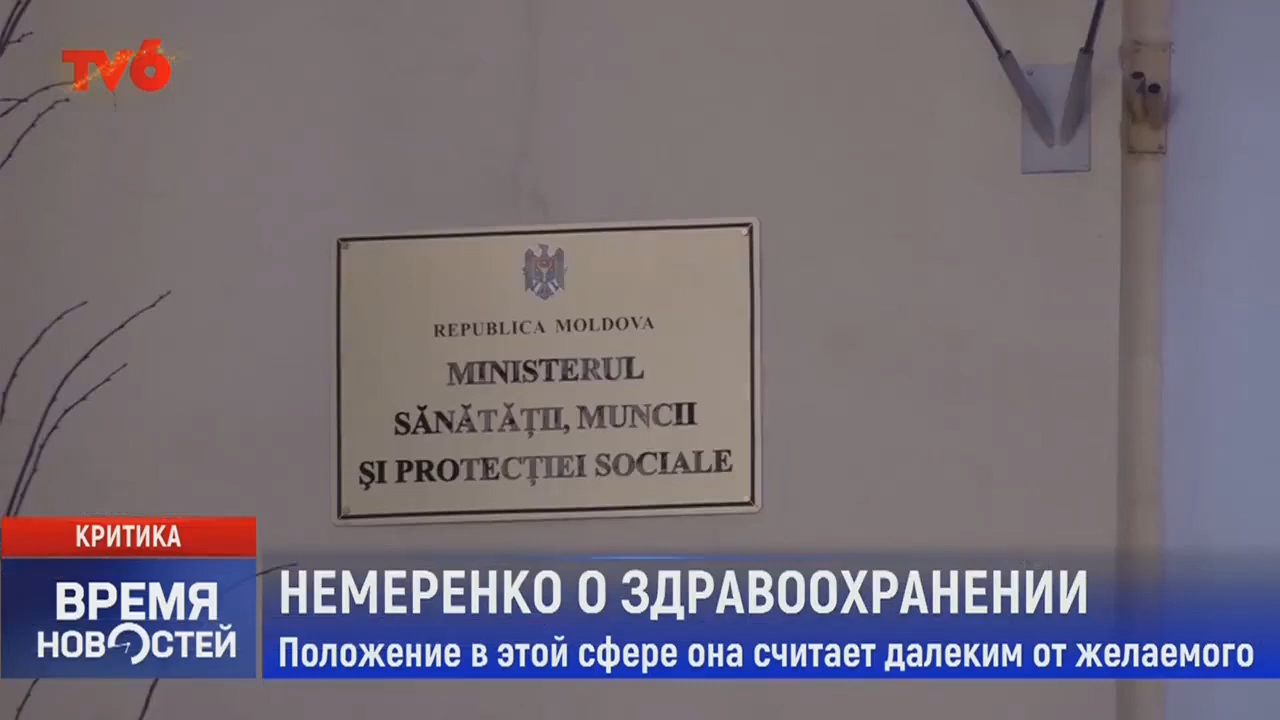 TV6
REPUBLICA MOLDOVA
MINISTERUL
SĂNĂTĂȚII, MUNCII
ŞI PROTECȚIEI SOCIALE
КРИТИКА
ВРЕМЯ
НОВОСТЕЙ
НЕМЕРЕНКО О ЗДРАВООХРАНЕНИИ
Положение в этой сфере она считает далеким от желаемого